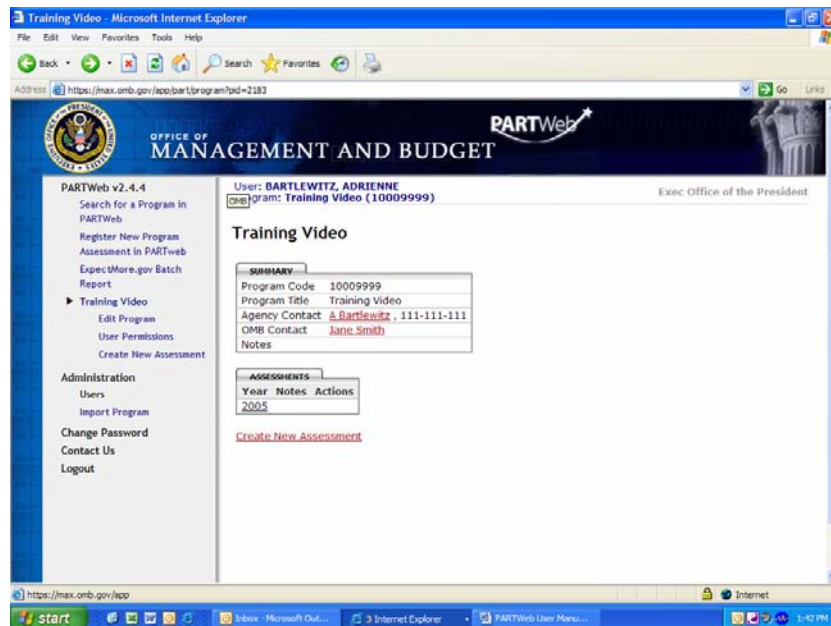 Training Video - Microsoft Internet Explorer
File Edit View Favorites Tools Help
Back Search Favorites
Address https://max.omb.gov/app/part/program?pid=2183 Go Links
OFFICE OF
MANAGEMENT AND BUDGET
PARTWeb
PARTWeb v2.4.4
Search for a Program in
PARTWeb
Register New Program
Assessment in PARTweb
ExpectMore.gov Batch
Report
Training Video
Edit Program
User Permissions
Create New Assessment
Administration
Users
Import Program
Change Password
Contact Us
Logout
User: BARTLEWITZ, ADRIENNE
OMB gram: Training Video (10009999)
Exec Office of the President
Training Video
SUMMARY
Program Code 10009999
Program Title Training Video
Agency Contact A Bartlewitz , 111-111-111
OMB Contact Jane Smith
Notes
ASSESSMENTS
Year Notes Actions
2005
Create New Assessment
https://max.omb.gov/app Internet
start Inbox - Microsoft Out... 3 Internet Explorer PARTWeb User Manu... 1:42 PM